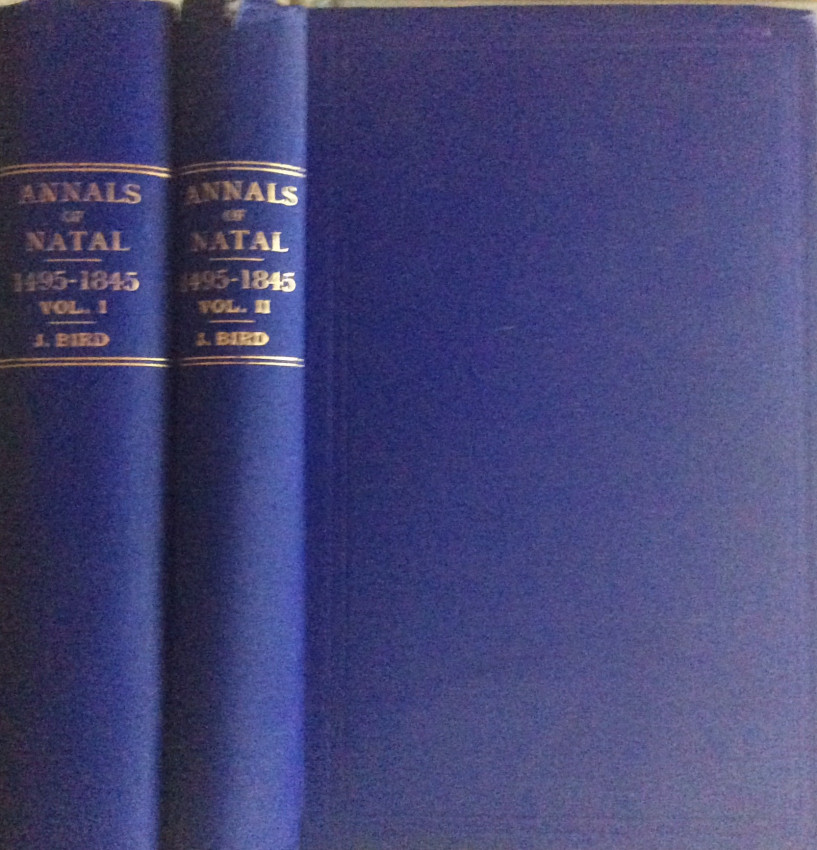 ANNALS
OF
NATAL
1495-1845
VOL. I
J. BIRD
ANNALS
OF
NATAL
1495-1845
VOL. II
J. BIRD